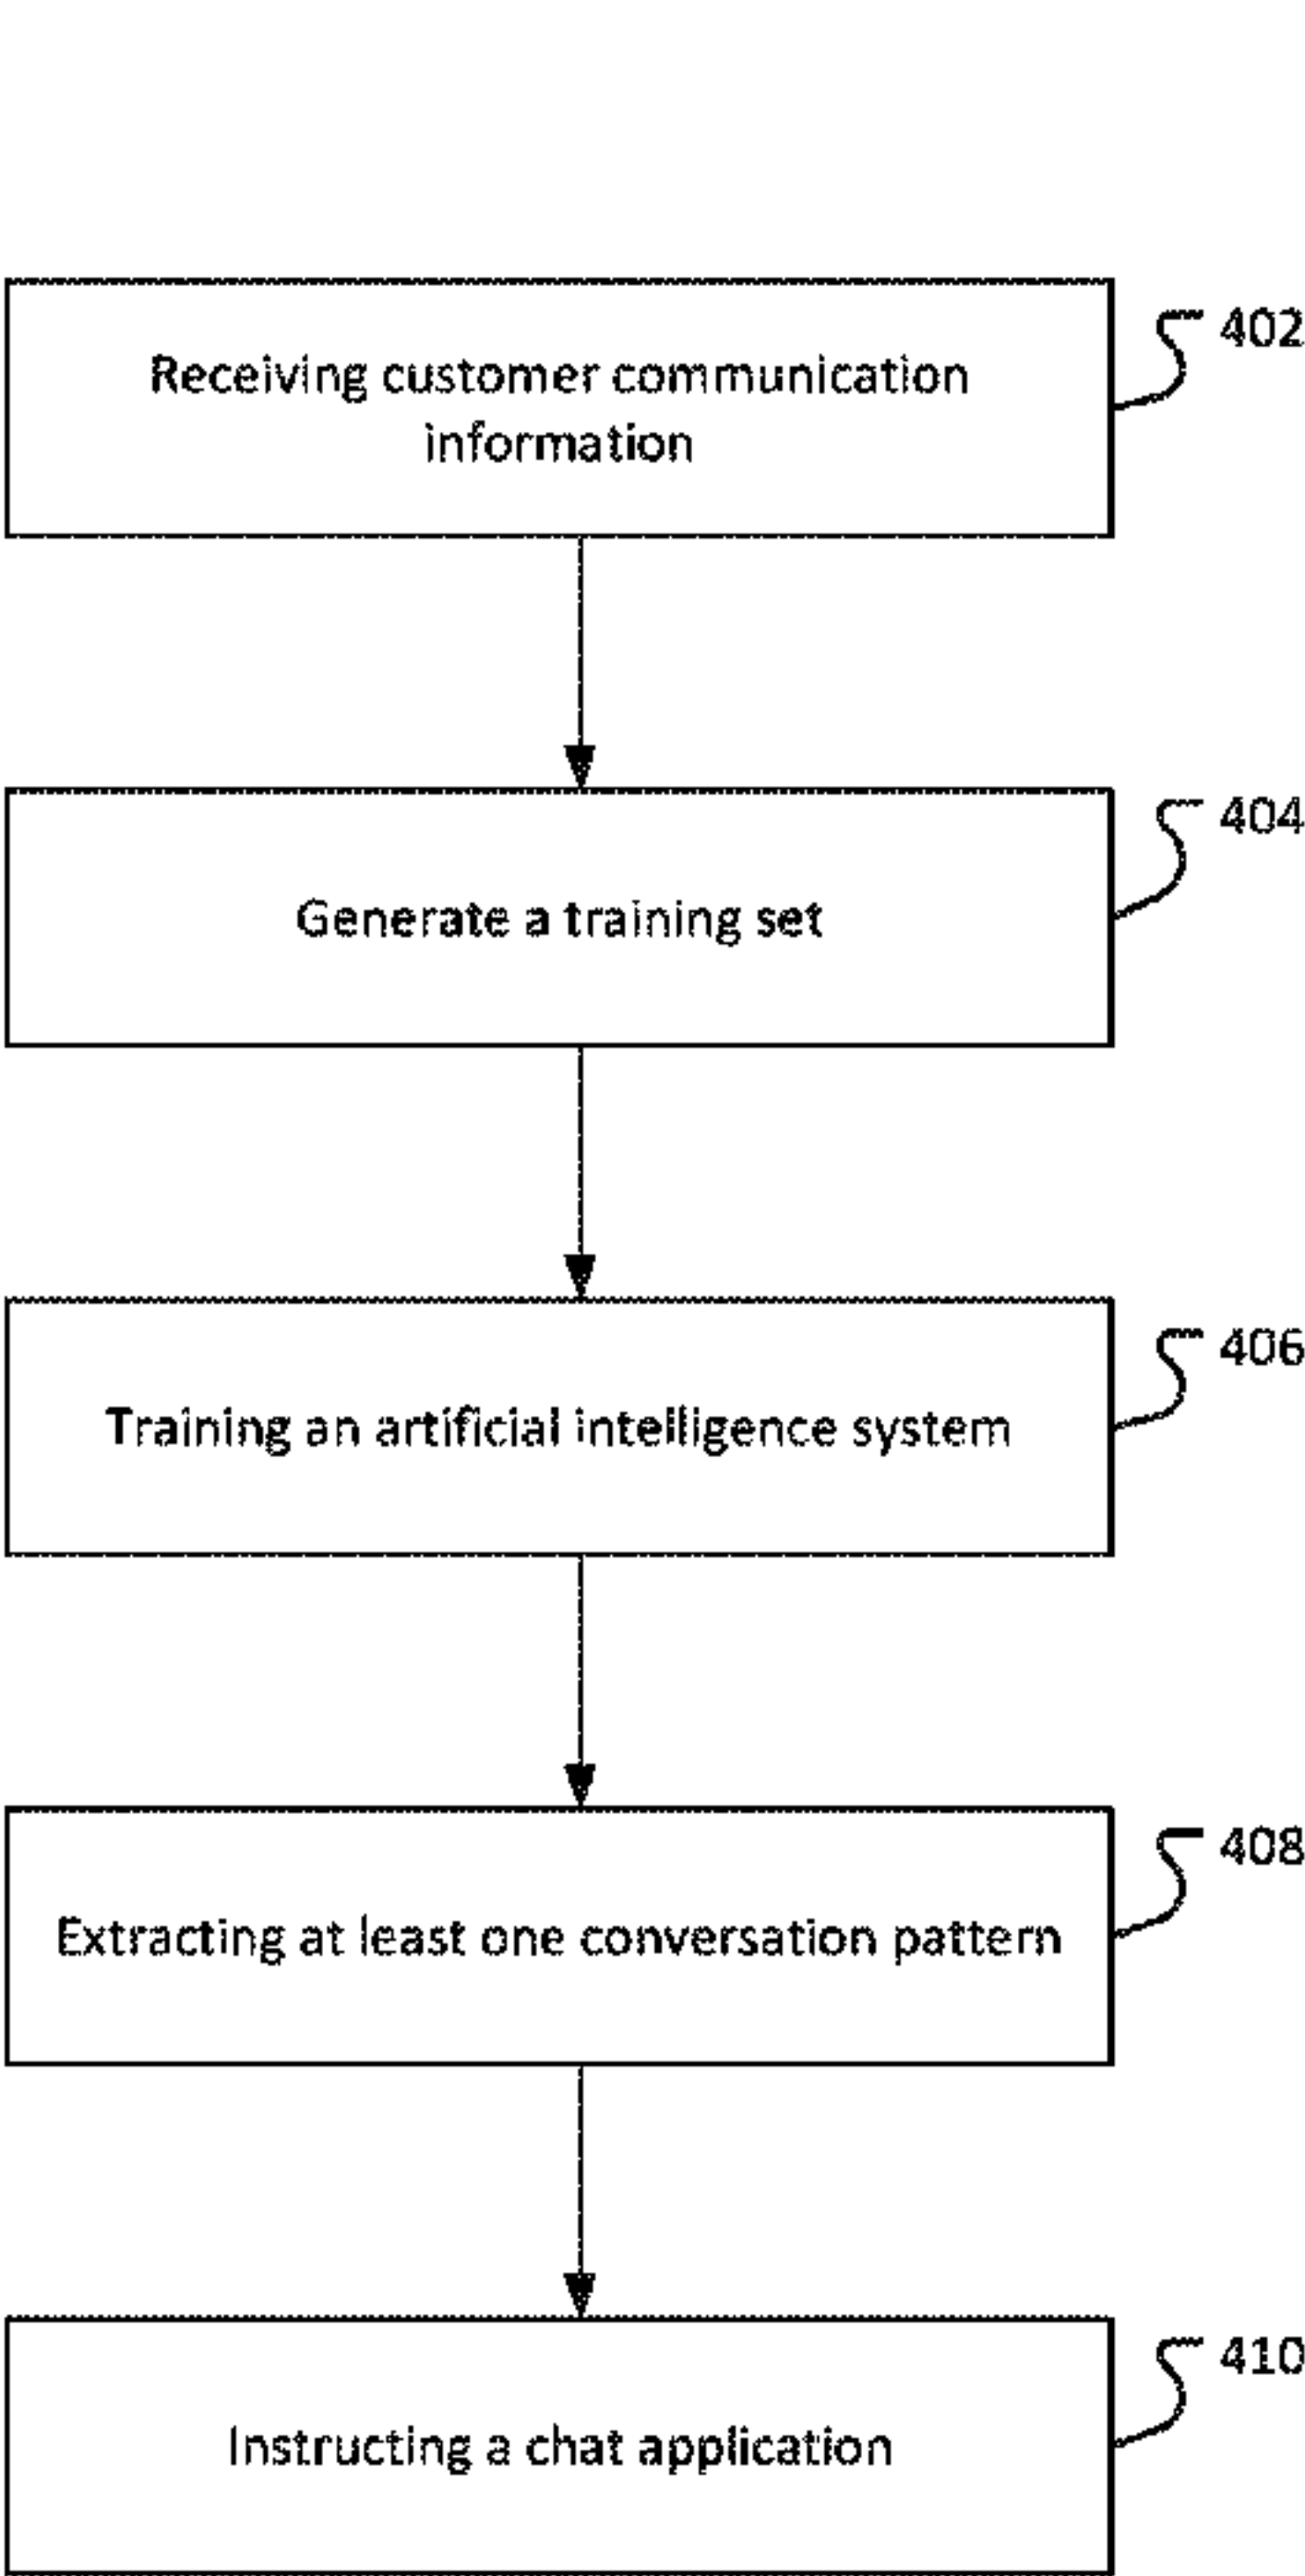 Receiving customer communication
information
402
Generate a training set
404
Training an artificial intelligence system
406
Extracting at least one conversation pattern
408
Instructing a chat application
410